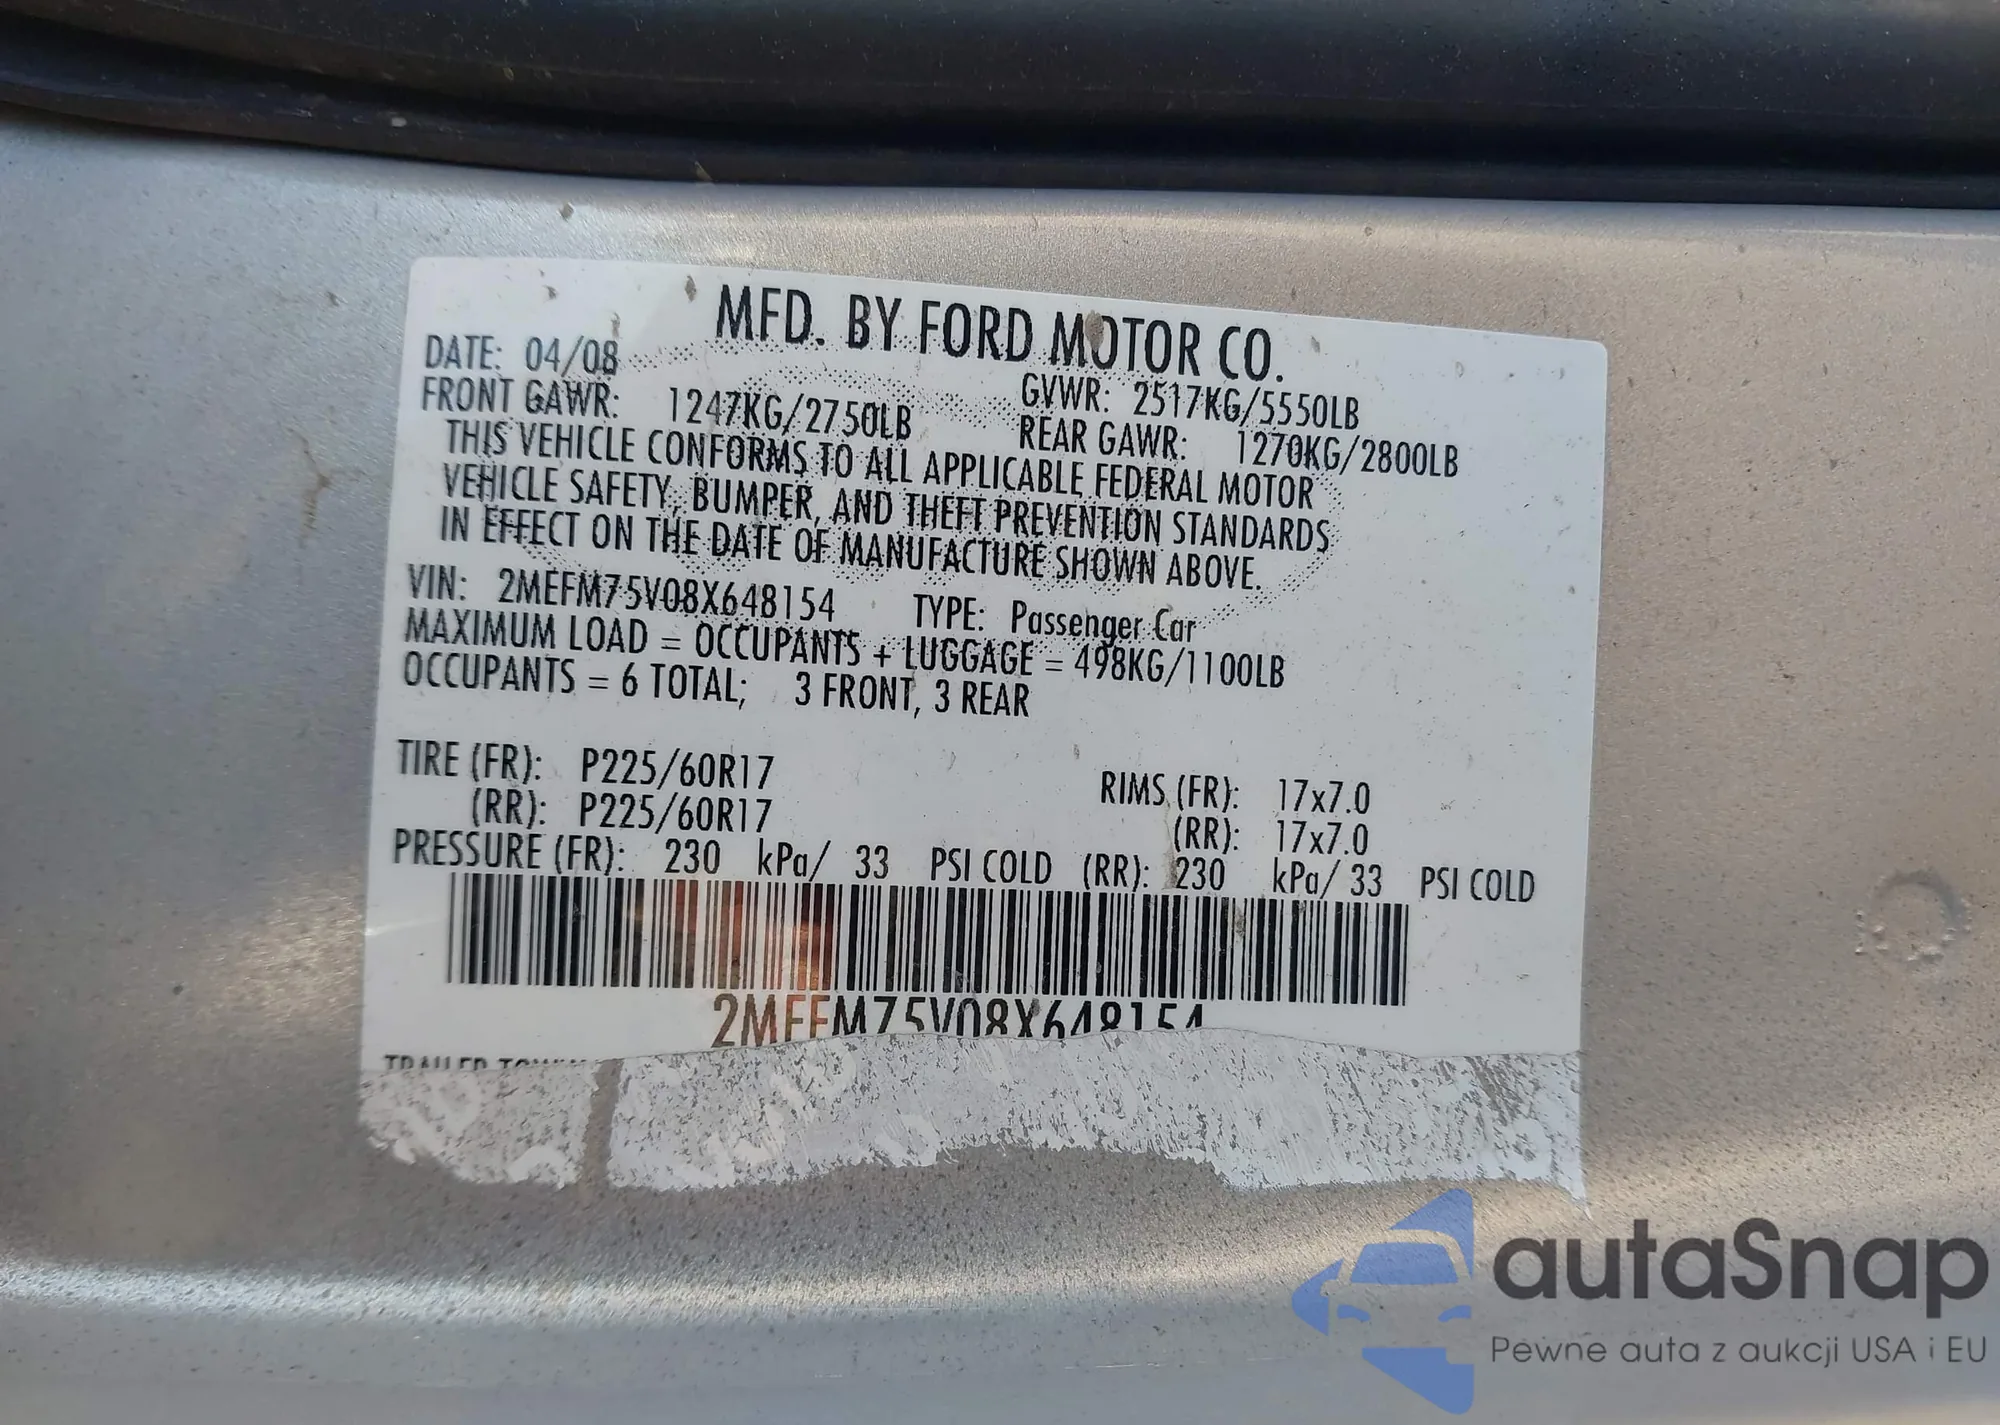 MFD. BY FORD MOTOR CO.
DATE: 04/08
GVWR: 2517KG/5550LB
FRONT GAWR: 1247KG/2750LB
REAR GAWR: 1270KG/2800LB
THIS VEHICLE CONFORMS TO ALL APPLICABLE FEDERAL MOTOR
VEHICLE SAFETY, BUMPER, AND THEFT PREVENTION STANDARDS
IN EFFECT ON THE DATE OF MANUFACTURE SHOWN ABOVE.
VIN: 2MEFM75V08X648154 TYPE: Passenger Car
MAXIMUM LOAD = OCCUPANTS + LUGGAGE = 498KG/1100LB
OCCUPANTS = 6 TOTAL; 3 FRONT, 3 REAR
TIRE (FR): P225/60R17 RIMS (FR): 17x7.0
(RR): P225/60R17 (RR): 17x7.0
PRESSURE (FR): 230 kPa/ 33 PSI COLD (RR): 230 kPa/ 33 PSI COLD
2MEFM75V08X648154
TRAILER
autaSnap
Pewne auta z aukcji USA i EU